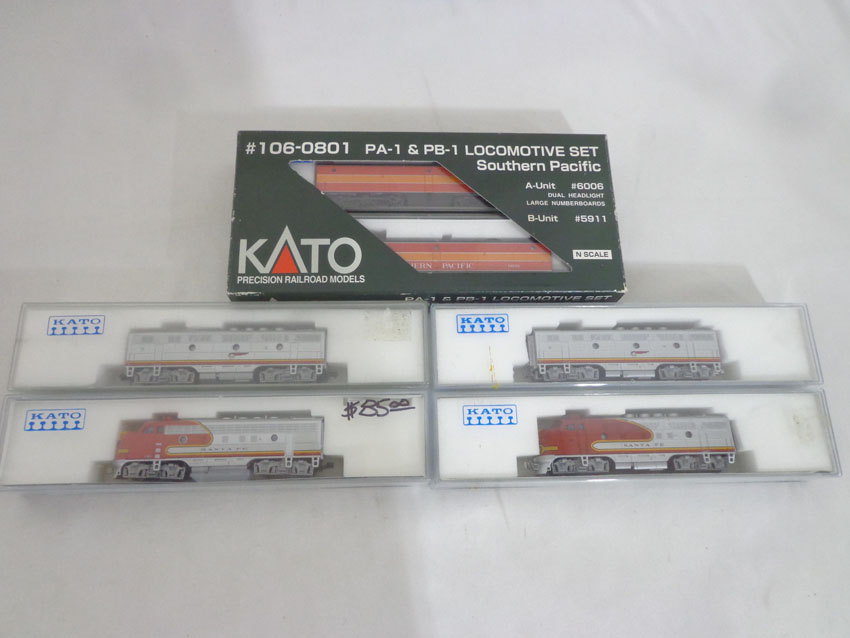 #106-0801 PA-1 & PB-1 LOCOMOTIVE SET
Southern Pacific
A-Unit #6006
DUAL HEADLIGHT
LARGE NUMBERBOARDS
B-Unit #5911
KATO
PRECISION RAILROAD MODELS
N SCALE
HERN PACIFIC
PA-1 & PB-1 LOCOMOTIVE SET
KATO
KATO
KATO
$85.00
SANTA FE
KATO
SANTA FE